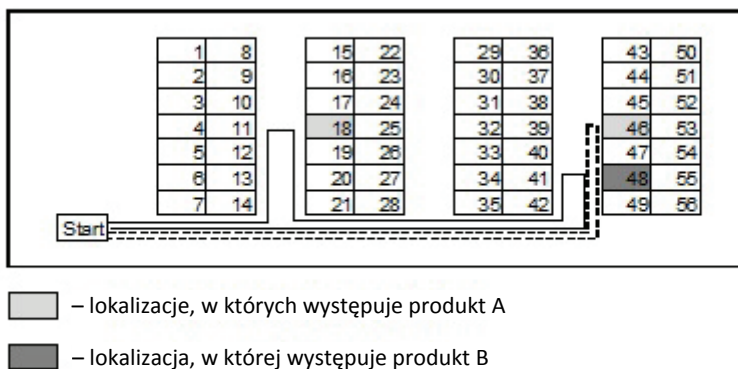 1 8 15 22 29 36 43 50
2 9 16 23 30 37 44 51
3 10 17 24 31 38 45 52
4 11 18 25 32 39 46 53
5 12 19 26 33 40 47 54
6 13 20 27 34 41 48 55
7 14 21 28 35 42 49 56
Start
– lokalizacje, w których występuje produkt A
– lokalizacja, w której występuje produkt B